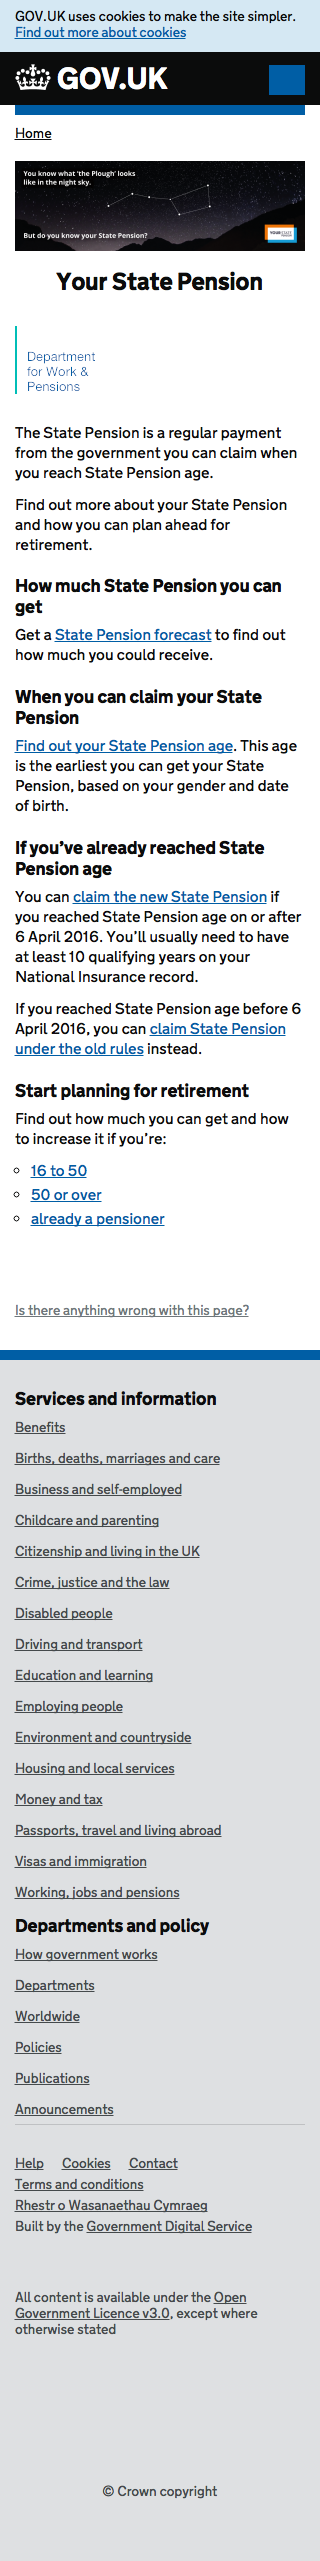 GOV.UK uses cookies to make the site simpler.
Find out more about cookies
GOV.UK
Home
You know what 'the Plough' looks
like in the night sky.
But do you know your State Pension?
YOUR STATE
PENSION
Your State Pension
Department
for Work &
Pensions
The State Pension is a regular payment
from the government you can claim when
you reach State Pension age.
Find out more about your State Pension
and how you can plan ahead for
retirement.
How much State Pension you can
get
Get a State Pension forecast to find out
how much you could receive.
When you can claim your State
Pension
Find out your State Pension age. This age
is the earliest you can get your State
Pension, based on your gender and date
of birth.
If you’ve already reached State
Pension age
You can claim the new State Pension if
you reached State Pension age on or after
6 April 2016. You’ll usually need to have
at least 10 qualifying years on your
National Insurance record.
If you reached State Pension age before 6
April 2016, you can claim State Pension
under the old rules instead.
Start planning for retirement
Find out how much you can get and how
to increase it if you’re:
16 to 50
50 or over
already a pensioner
Is there anything wrong with this page?
Services and information
Benefits
Births, deaths, marriages and care
Business and self-employed
Childcare and parenting
Citizenship and living in the UK
Crime, justice and the law
Disabled people
Driving and transport
Education and learning
Employing people
Environment and countryside
Housing and local services
Money and tax
Passports, travel and living abroad
Visas and immigration
Working, jobs and pensions
Departments and policy
How government works
Departments
Worldwide
Policies
Publications
Announcements
Help Cookies Contact
Terms and conditions
Rhestr o Wasanaethau Cymraeg
Built by the Government Digital Service
All content is available under the Open
Government Licence v3.0, except where
otherwise stated
© Crown copyright